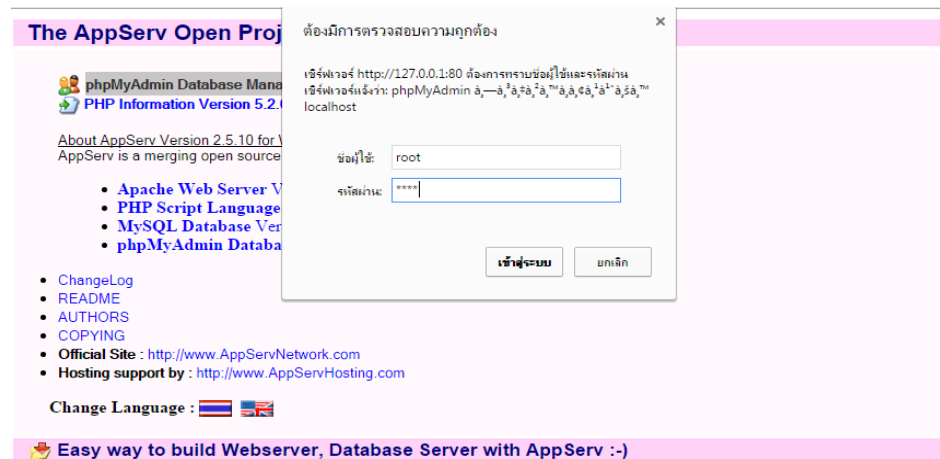 The AppServ Open Proj
ต้องมีการตรวจสอบความถูกต้อง
×
phpMyAdmin Database Mana
PHP Information Version 5.2.
เซิร์ฟเวอร์ http://127.0.0.1:80 ต้องการทราบชื่อผู้ใช้และรหัสผ่าน
เซิร์ฟเวอร์แจ้งว่า: phpMyAdmin
localhost
About AppServ Version 2.5.10 for
AppServ is a merging open source
ชื่อผู้ใช้: root
รหัสผ่าน: ****
Apache Web Server V
PHP Script Language
MySQL Database Ver
phpMyAdmin Databa
เข้าสู่ระบบ ยกเลิก
ChangeLog
README
AUTHORS
COPYING
Official Site : http://www.AppServNetwork.com
Hosting support by : http://www.AppServHosting.com
Change Language :
Easy way to build Webserver, Database Server with AppServ :-)